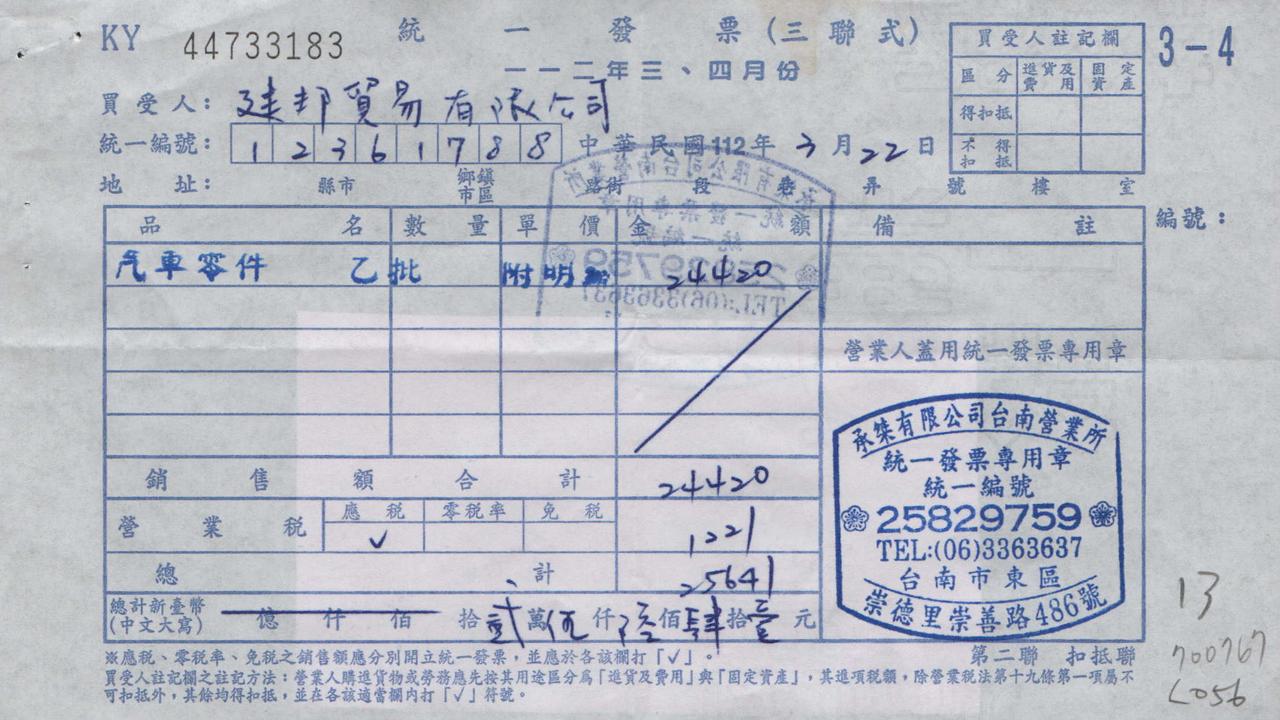 KY 44733183 統一發票(三聯式) 3-4
一一二年三、四月份
買受人註記欄
區分 進貨及費用 固定資產
得扣抵
不得扣抵
買受人: 建邦貿易有限公司
統一編號: 12361788 中華民國112年3月22日
地址: 縣市 鄉鎮市區 路街 段 巷 弄 號 樓 室
品名 數量 單價 金額 備註 編號:
汽車零件 乙批 附明細 24420
營業人蓋用統一發票專用章
銷售額合計 24420
營業稅 應稅 零稅率 免稅
✓ 1221
總計 25641
總計新臺幣(中文大寫) 億仟佰拾貳萬伍仟陸佰肆拾壹元
承燊有限公司台南營業所
統一發票專用章
統一編號
25829759
TEL:(06)3363637
台南市東區
崇德里崇善路486號
第二聯 扣抵聯
※應稅、零稅率、免稅之銷售額應分別開立統一發票，並應於各該欄打「✓」。
買受人註記欄之註記方法：營業人購進貨物或勞務應先按其用途區分為「進貨及費用」與「固定資產」，其進項稅額，除營業稅法第十九條第一項屬不
可扣抵外，其餘均得扣抵，並在各該適當欄內打「✓」符號。
13
700767
L056